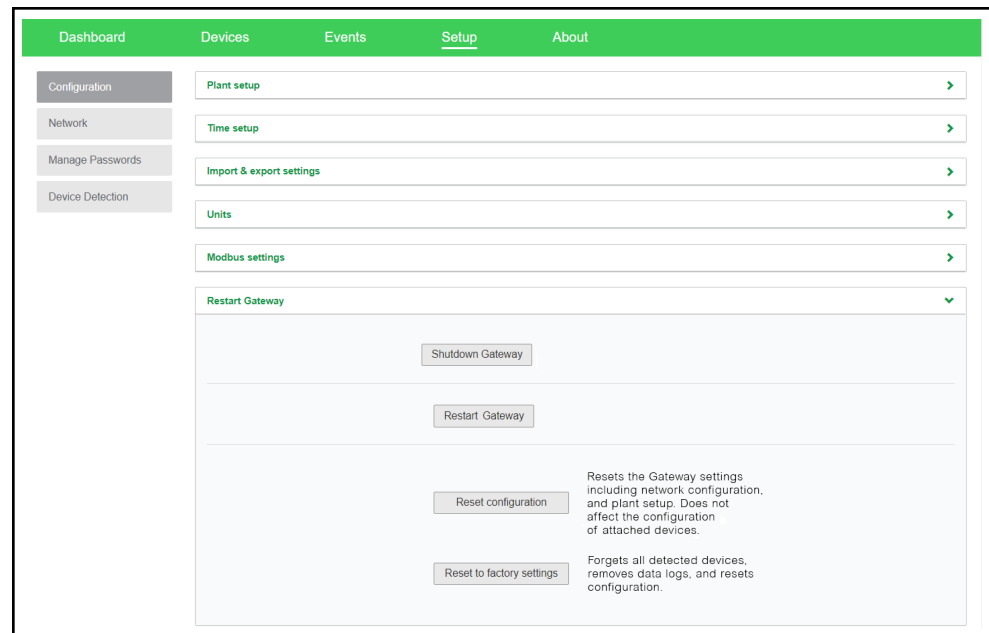 Dashboard Devices Events Setup About
Configuration
Network
Manage Passwords
Device Detection
Plant setup
Time setup
Import & export settings
Units
Modbus settings
Restart Gateway
Shutdown Gateway
Restart Gateway
Reset configuration
Resets the Gateway settings
including network configuration,
and plant setup. Does not
affect the configuration
of attached devices.
Reset to factory settings
Forgets all detected devices,
removes data logs, and resets
configuration.